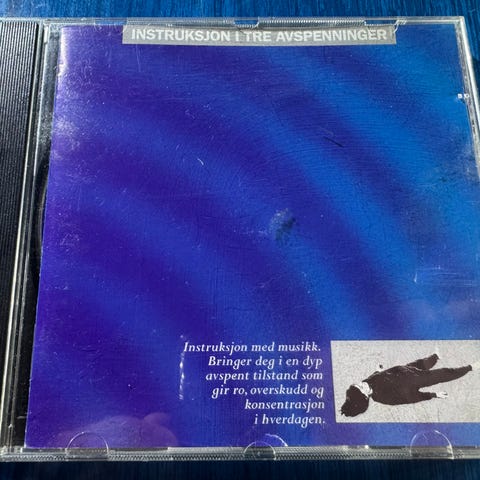 INSTRUKSJON I TRE AVSPENNINGER
Instruksjon med musikk.
Bringer deg i en dyp
avspent tilstand som
gir ro, overskudd og
konsentrasjon
i hverdagen.